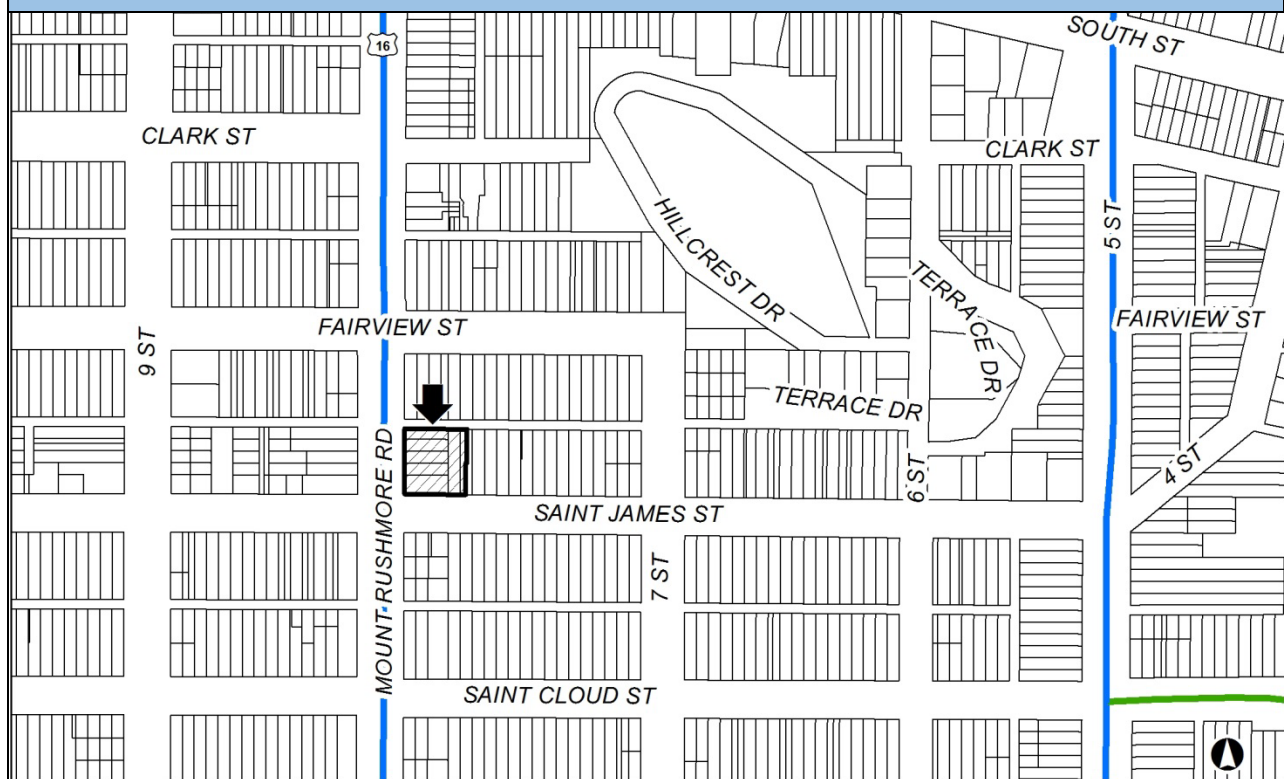 SOUTH ST
16
CLARK ST
CLARK ST
HILLCREST DR
5 ST
TERRACE DR
FAIRVIEW ST
FAIRVIEW ST
9 ST
TERRACE DR
MOUNT RUSHMORE RD
6 ST
4 ST
SAINT JAMES ST
7 ST
SAINT CLOUD ST